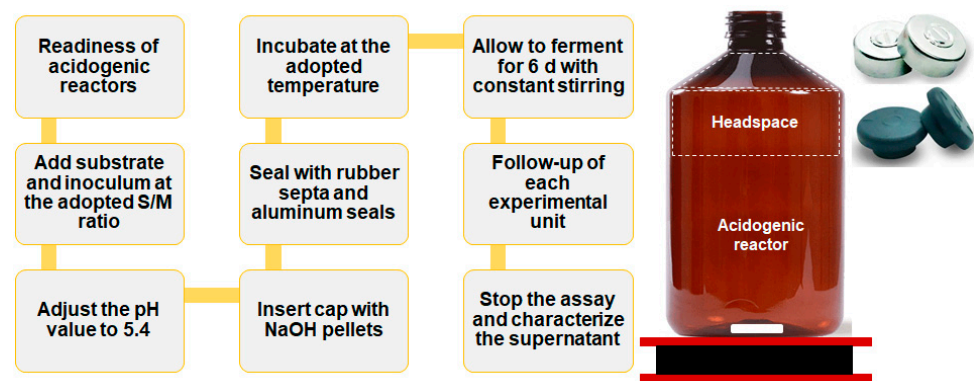 Readiness of
acidogenic
reactors
Add substrate
and inoculum at
the adopted S/M
ratio
Adjust the pH
value to 5.4
Insert cap with
NaOH pellets
Seal with rubber
septa and
aluminum seals
Incubate at the
adopted
temperature
Allow to ferment
for 6 d with
constant stirring
Follow-up of
each
experimental
unit
Stop the assay
and characterize
the supernatant
Headspace
Acidogenic
reactor